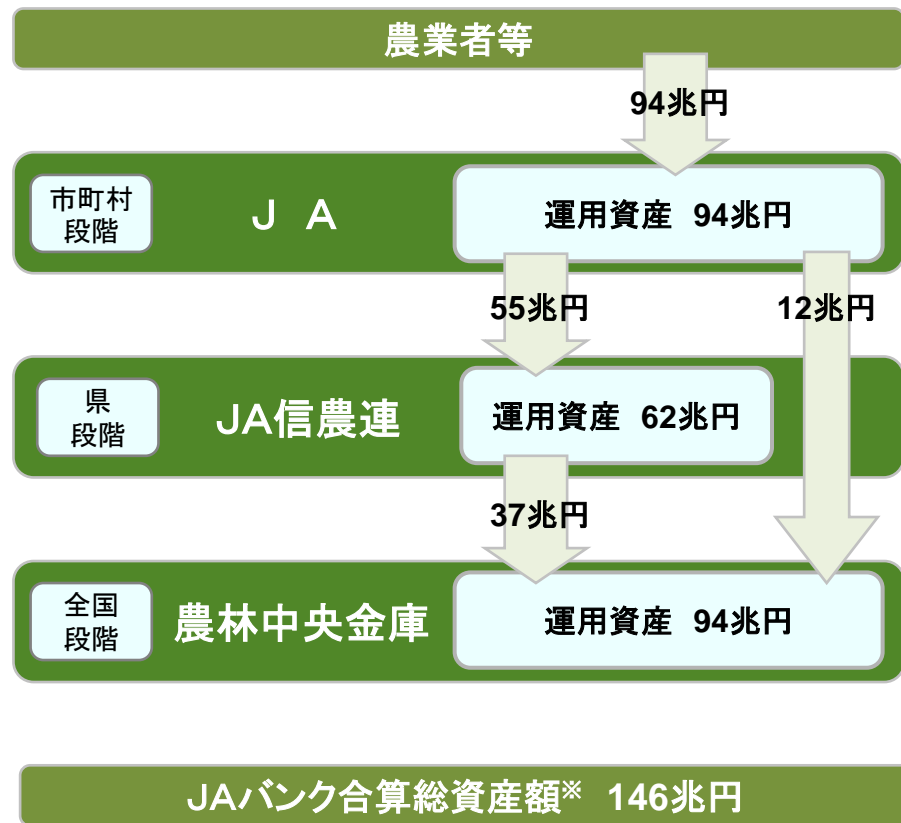 農業者等
94兆円
市町村
段階
J A
運用資産 94兆円
55兆円
12兆円
県
段階
JA信農連
運用資産 62兆円
37兆円
全国
段階
農林中央金庫
運用資産 94兆円
JAバンク合算総資産額※ 146兆円